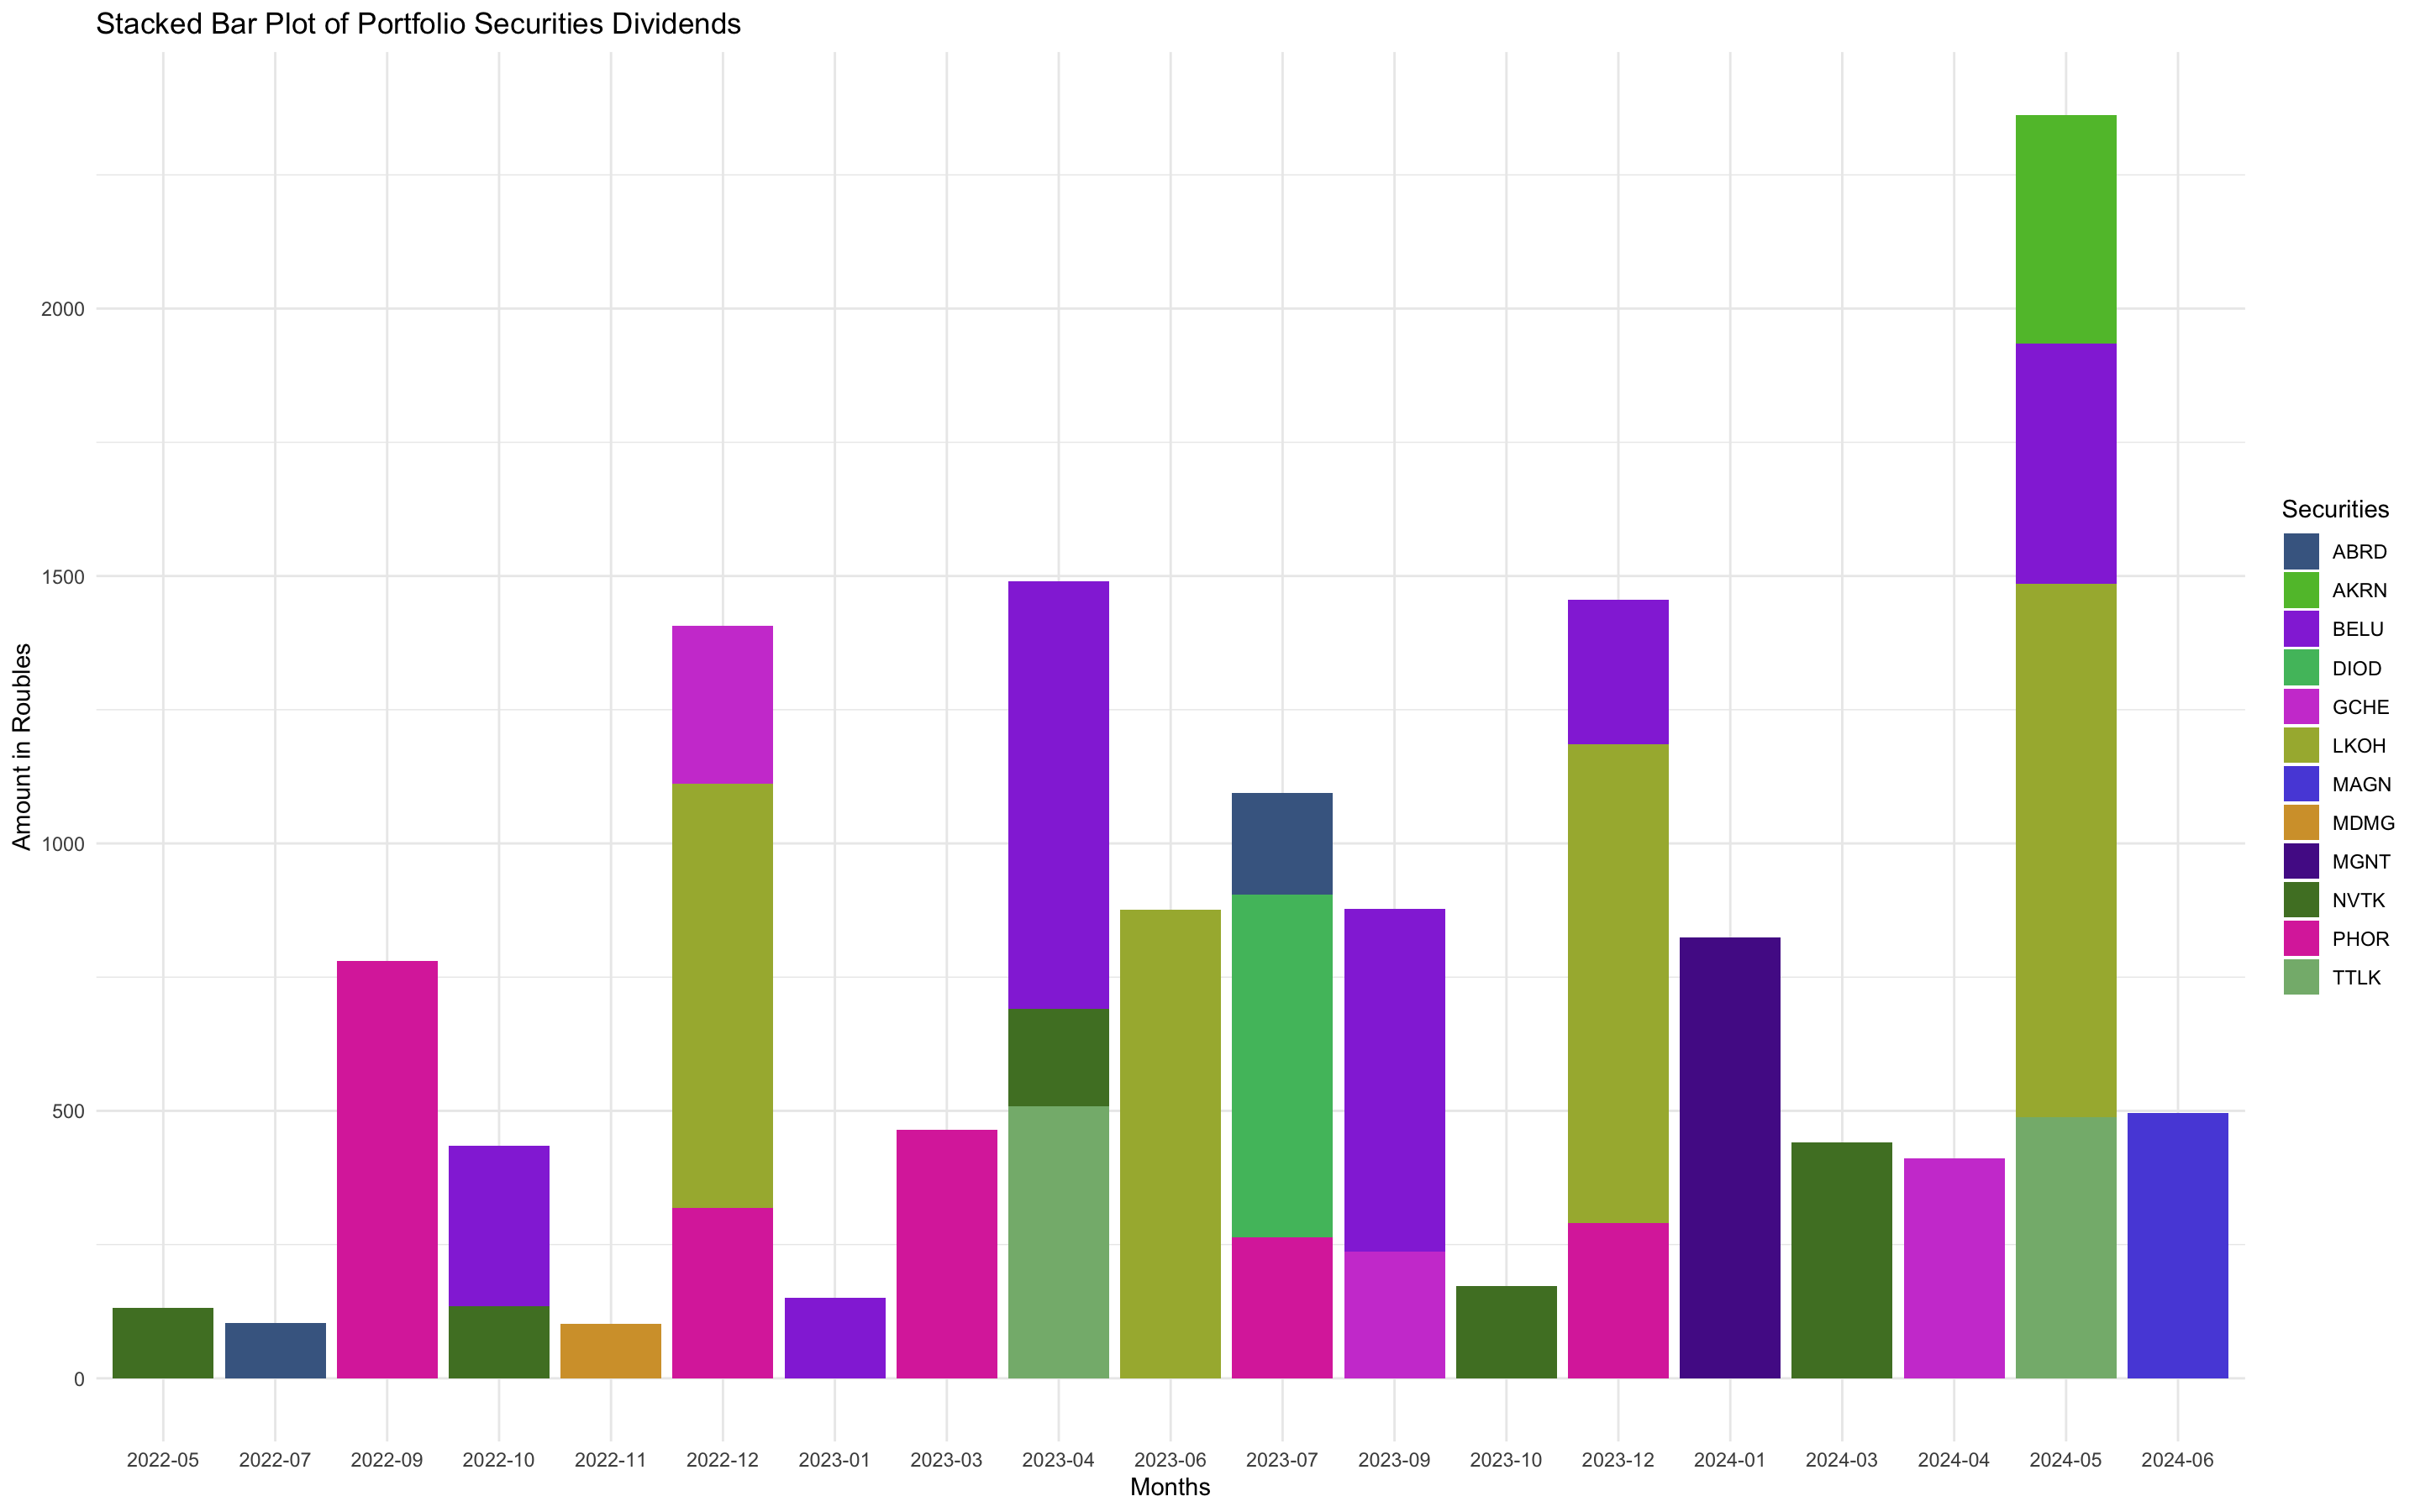 Stacked Bar Plot of Portfolio Securities Dividends
Amount in Roubles
2000
1500
1000
500
0
2022-05 2022-07 2022-09 2022-10 2022-11 2022-12 2023-01 2023-03 2023-04 2023-06 2023-07 2023-09 2023-10 2023-12 2024-01 2024-03 2024-04 2024-05 2024-06
Months
Securities
ABRD
AKRN
BELU
DIOD
GCHE
LKOH
MAGN
MDMG
MGNT
NVTK
PHOR
TTLK